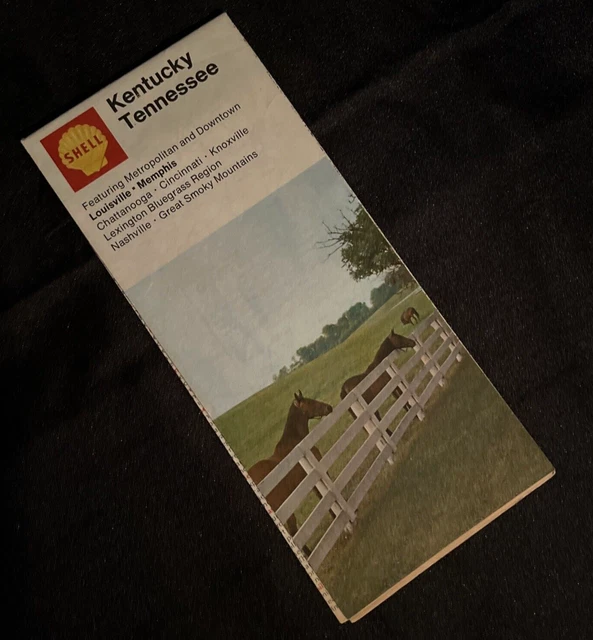 SHELL
Kentucky
Tennessee
Featuring Metropolitan and Downtown
Louisville • Memphis
Chattanooga • Cincinnati • Knoxville
Lexington Bluegrass Region
Nashville • Great Smoky Mountains